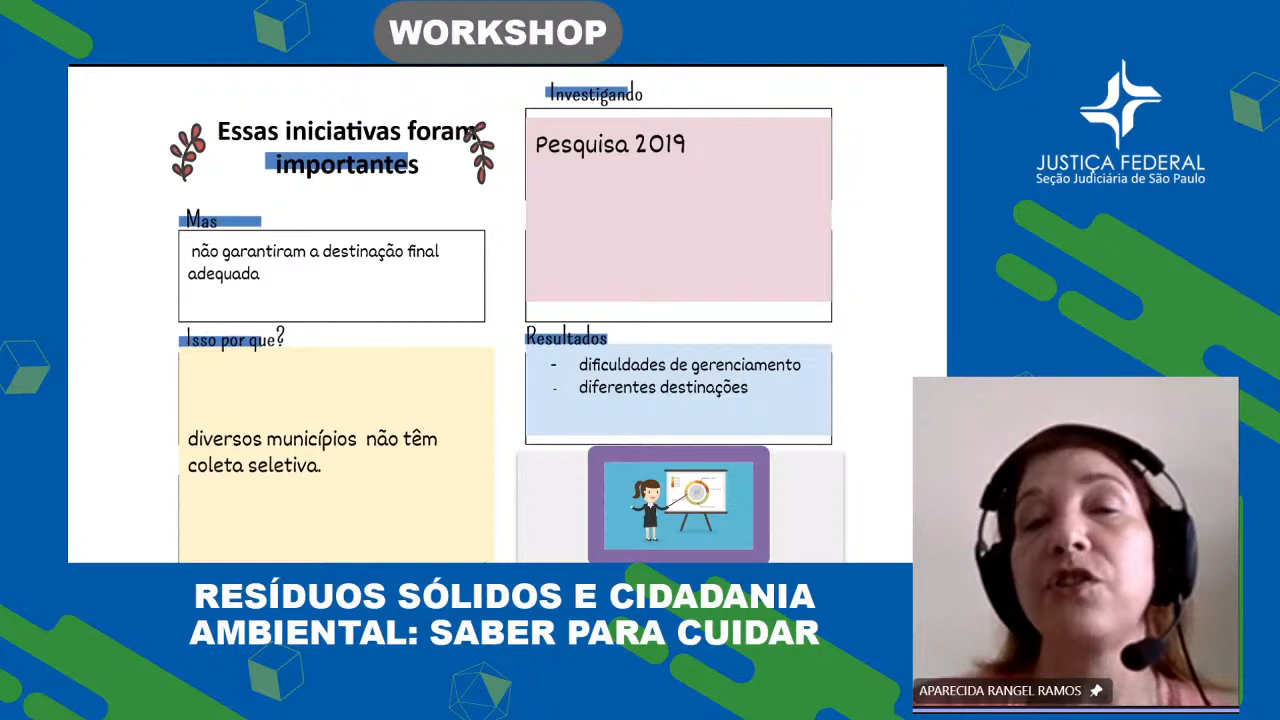 WORKSHOP
Essas iniciativas foram
importantes
Mas
não garantiram a destinação final
adequada
Isso por que?
diversos municípios não têm
coleta seletiva.
Investigando
Pesquisa 2019
Resultados
- dificuldades de gerenciamento
- diferentes destinações
JUSTIÇA FEDERAL
Seção Judiciária de São Paulo
RESÍDUOS SÓLIDOS E CIDADANIA
AMBIENTAL: SABER PARA CUIDAR
APARECIDA RANGEL RAMOS